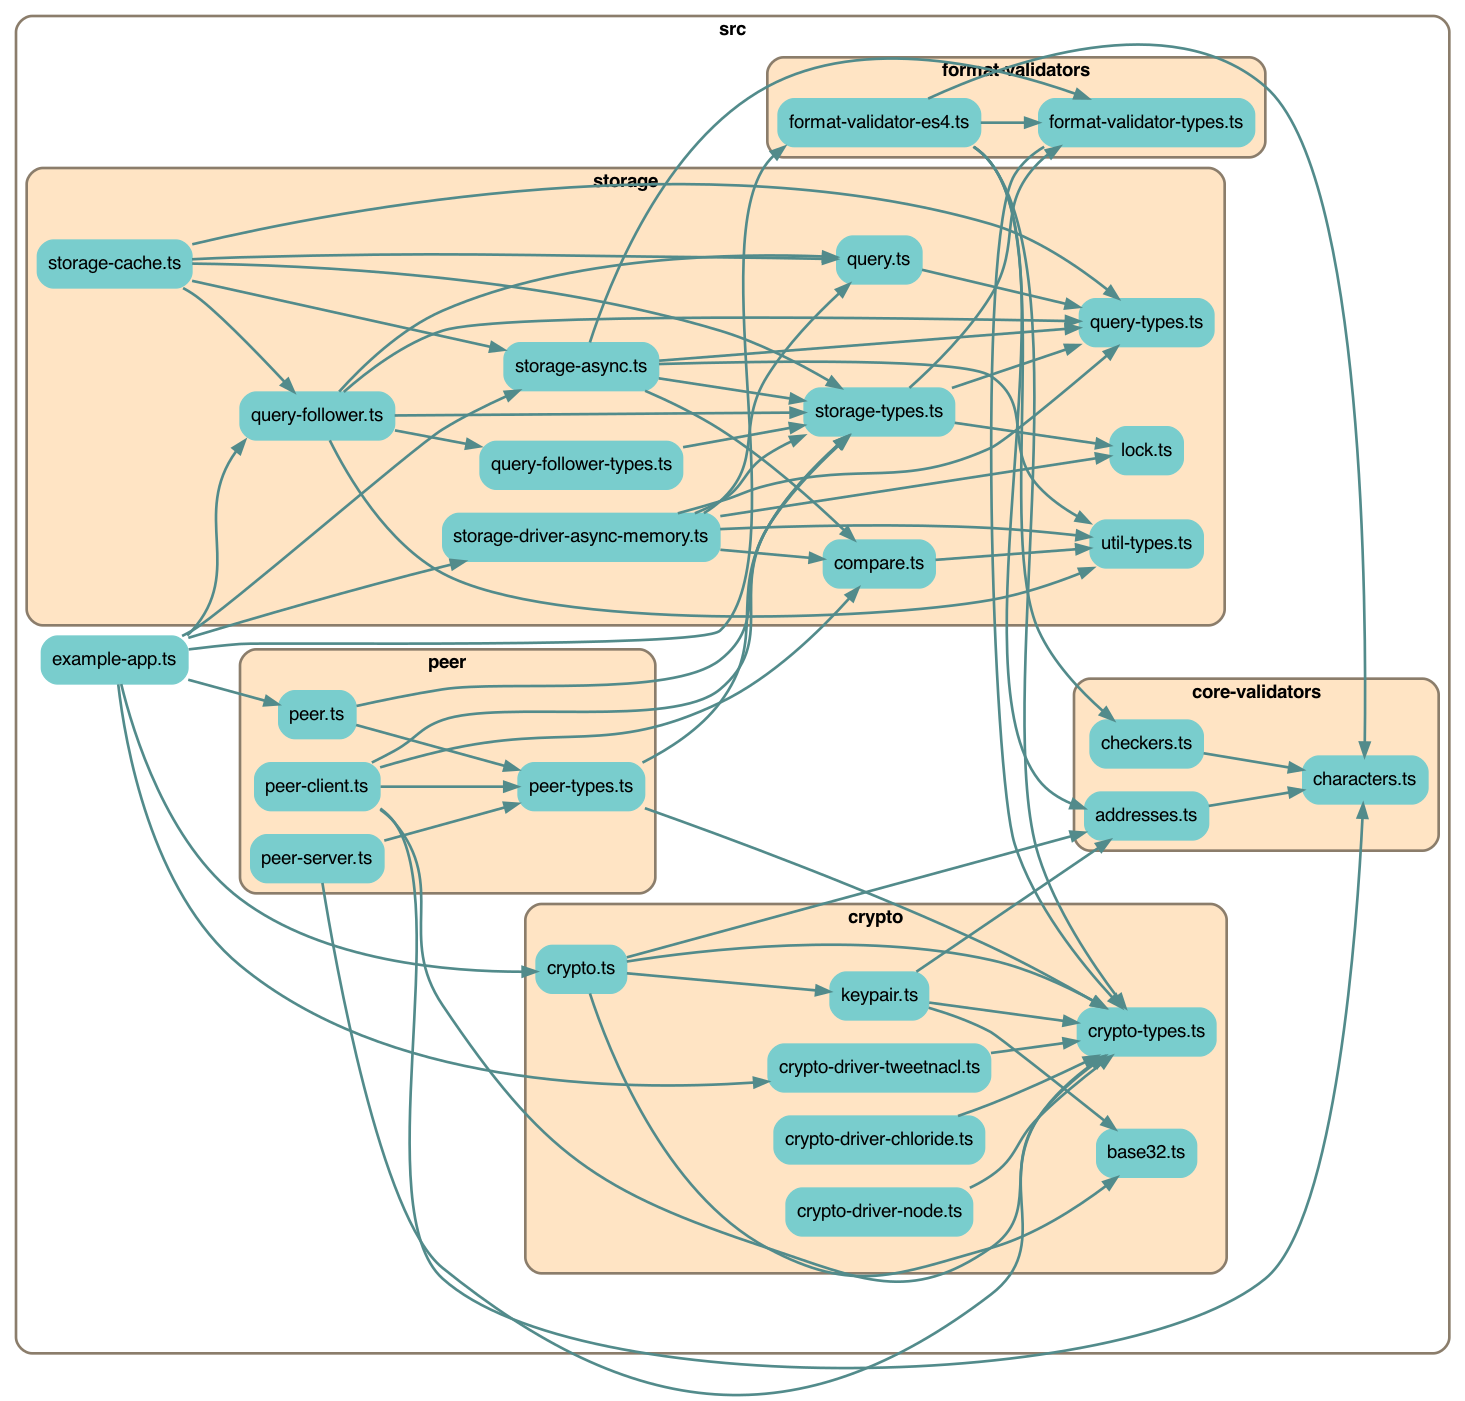 src
format-validators
format-validator-es4.ts
format-validator-types.ts
storage
storage-cache.ts
query.ts
query-types.ts
storage-async.ts
query-follower.ts
storage-types.ts
lock.ts
query-follower-types.ts
storage-driver-async-memory.ts
util-types.ts
compare.ts
example-app.ts
peer
peer.ts
peer-client.ts
peer-types.ts
peer-server.ts
core-validators
checkers.ts
characters.ts
addresses.ts
crypto
crypto.ts
keypair.ts
crypto-types.ts
crypto-driver-tweetnacl.ts
crypto-driver-chloride.ts
base32.ts
crypto-driver-node.ts